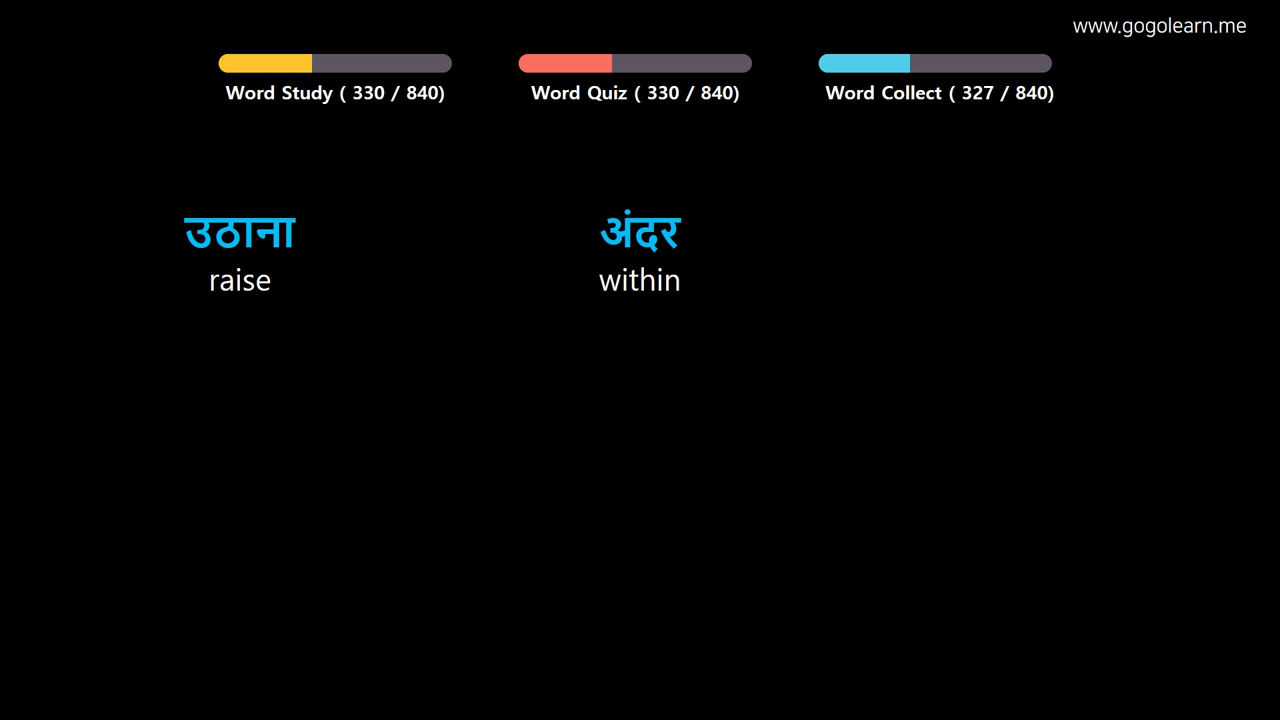 www.gogolearn.me
Word Study ( 330 / 840)
Word Quiz ( 330 / 840)
Word Collect ( 327 / 840)
उठाना
raise
अंदर
within